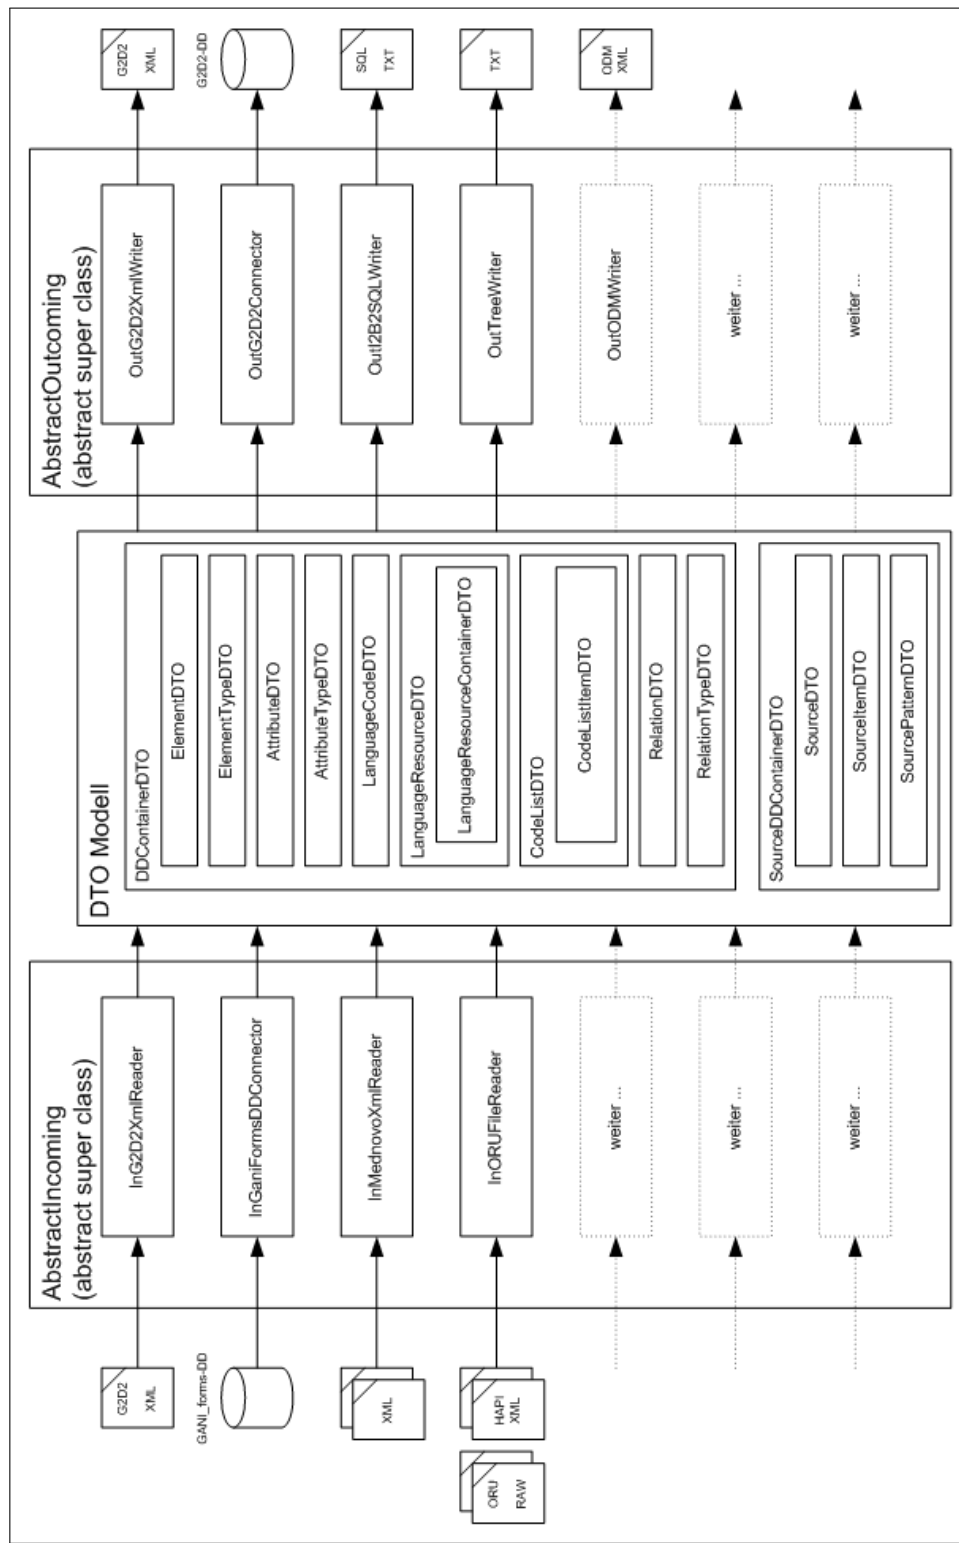 G2D2
XML
GANI_forms-DD
XML
HAPI
XML
ORU
RAW
AbstractIncoming
(abstract super class)
InG2D2XmlReader
InGaniFormsDDConnector
InMednovoXmlReader
InORUFileReader
weiter ...
weiter ...
weiter ...
DTO Modell
DDContainerDTO
ElementDTO
ElementTypeDTO
AttributeDTO
AttributeTypeDTO
LanguageCodeDTO
LanguageResourceDTO
LanguageResourceContainerDTO
CodeListDTO
CodeListItemDTO
RelationDTO
RelationTypeDTO
SourceDDContainerDTO
SourceDTO
SourceItemDTO
SourcePatternDTO
AbstractOutcoming
(abstract super class)
OutG2D2XmlWriter
OutG2D2Connector
OutI2B2SQLWriter
OutTreeWriter
OutODMWriter
weiter ...
weiter ...
G2D2
XML
G2D2-DD
SQL
TXT
TXT
ODM
XML